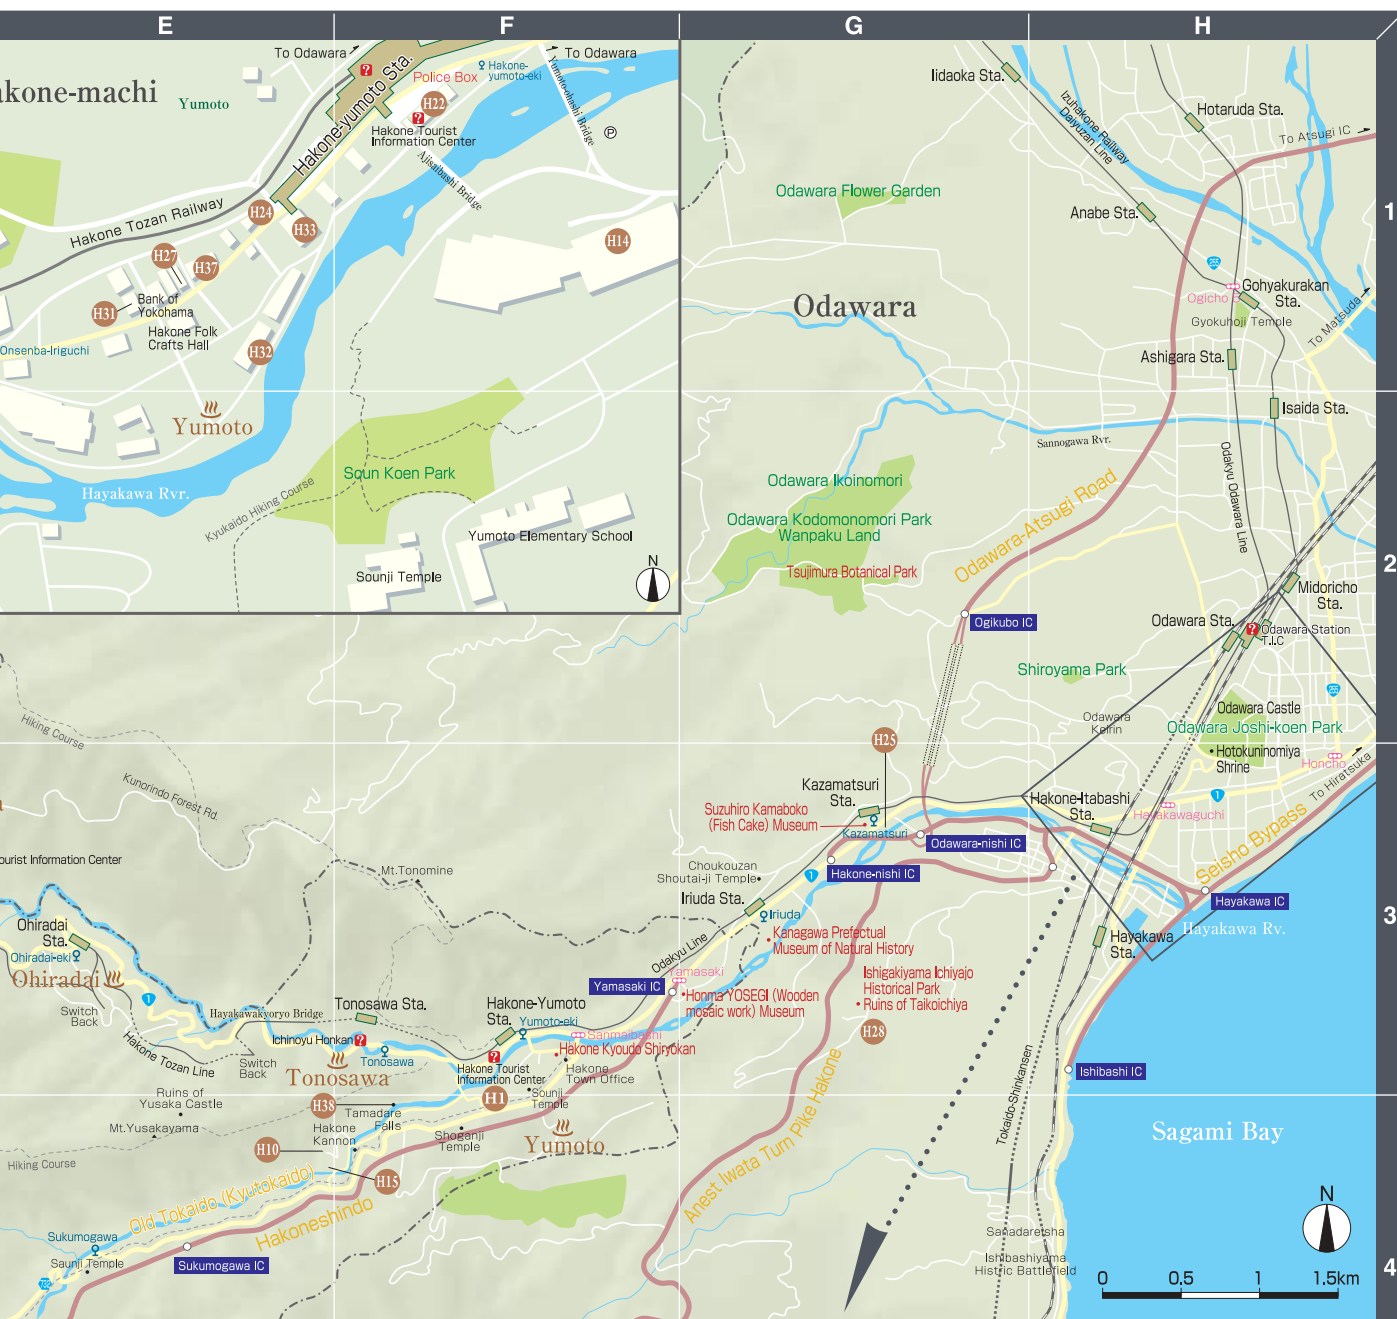 E
F
G
H
To Odawara
To Odawara
akone-machi
Yumoto
Hakone-yumoto Sta.
Police Box
Hakone-
yumoto-eki
H22
Hakone Tourist
Information Center
Yumoto-ohashi Bridge
Ajisaibashi Bridge
P
Hakone Tozan Railway
H24
H33
H14
H27
H37
H31
Bank of
Yokohama
Hakone Folk
Crafts Hall
Onsenba-Iriguchi
H32
Yumoto
Hayakawa Rvr.
Soun Koen Park
Kyukaido Hiking Course
Yumoto Elementary School
Sounji Temple
N
Iidaoka Sta.
Izuhakone Railway
Daiyuzan Line
Hotaruda Sta.
To Atsugi IC
1
Odawara Flower Garden
Anabe Sta.
255
Ogicho
Gohyakurakan
Sta.
Gyokuhoji Temple
To Matsuda
Odawara
Ashigara Sta.
Isaida Sta.
Sannogawa Rvr.
Odakyu Odawara Line
Odawara Ikoinomori
Odawara Kodomonomori Park
Wanpaku Land
Tsujimura Botanical Park
Odawara-Atsugi Road
2
Midoricho
Sta.
Ogikubo IC
Odawara Sta.
Odawara Station
T.I.C
Shiroyama Park
255
Odawara
Keirin
Odawara Castle
Odawara Joshi-koen Park
Hotokuninomiya
Shrine
Honcho
To Hiratsuka
Hiking Course
Kunorindo Forest Rd.
H25
Kazamatsuri
Sta.
Suzuhiro Kamaboko
(Fish Cake) Museum
Kazamatsuri
Hakone-Itabashi
Sta.
1
Hayakawaguchi
Odawara-nishi IC
Seisho Bypass
ourist Information Center
Mt.Tonomine
Choukouzan
Shoutai-ji Temple
1
Hakone-nishi IC
Iriuda Sta.
Iriuda
Hayakawa IC
3
Hayakawa Rv.
Hayakawa
Sta.
Kanagawa Prefectual
Museum of Natural History
Ohiradai
Sta.
Ohiradai-eki
Ohiradai
Odakyu Line
Yamasaki
Yamasaki IC
Honma YOSEGI (Wooden
mosaic work) Museum
Ishigakiyama Ichiyajo
Historical Park
Ruins of Taikoichiya
H28
1
Switch
Back
Hayakawakyoryo Bridge
Tonosawa Sta.
Hakone-Yumoto
Sta.
Yumoto-eki
Sanmaibashi
Hakone Kyoudo Shiryokan
Hakone Tozan Line
Ichinoyu Honkan
Tonosawa
Switch
Back
Tonosawa
Hakone Tourist
Information Center
Hakone
Town Office
H1
Sounji
Temple
Tokaido-Shinkansen
Ishibashi IC
Ruins of
Yusaka Castle
H38
Tamadare
Falls
Mt.Yusakayama
Hakone
Kannon
Shoganji
Temple
Yumoto
H10
Hiking Course
H15
Anest Iwata Turn Pike Hakone
Sagami Bay
Old Tokaido (Kyutokaido)
Hakoneshindo
Sukumogawa
Saunji Temple
Sukumogawa IC
Sanadaretsha
Ishibashiyama
Histric Battlefield
N
0
0.5
1
1.5km
4